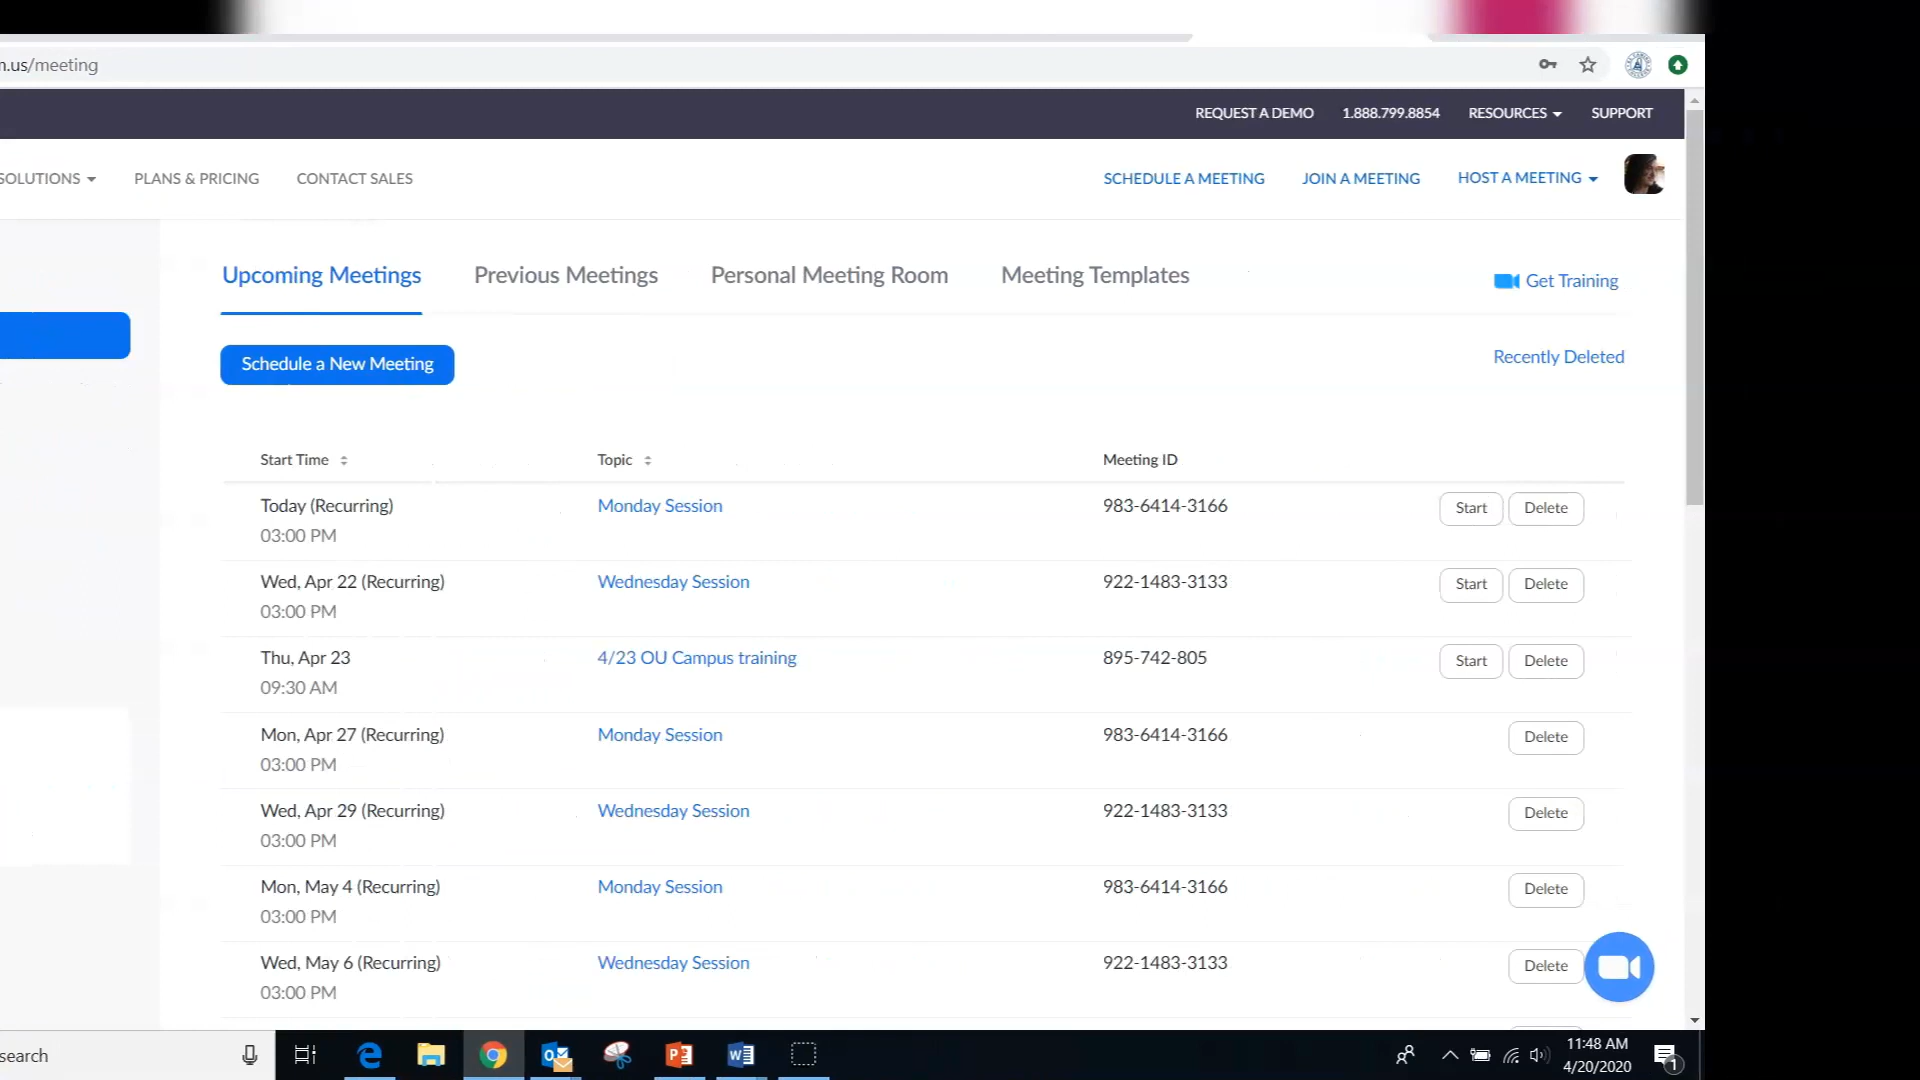 n.us/meeting
REQUEST A DEMO 1.888.799.8854 RESOURCES SUPPORT
SOLUTIONS PLANS & PRICING CONTACT SALES SCHEDULE A MEETING JOIN A MEETING HOST A MEETING
Upcoming Meetings Previous Meetings Personal Meeting Room Meeting Templates Get Training
Schedule a New Meeting Recently Deleted
Start Time Topic Meeting ID
Today (Recurring) Monday Session 983-6414-3166 Start Delete
03:00 PM
Wed, Apr 22 (Recurring) Wednesday Session 922-1483-3133 Start Delete
03:00 PM
Thu, Apr 23 4/23 OU Campus training 895-742-805 Start Delete
09:30 AM
Mon, Apr 27 (Recurring) Monday Session 983-6414-3166 Delete
03:00 PM
Wed, Apr 29 (Recurring) Wednesday Session 922-1483-3133 Delete
03:00 PM
Mon, May 4 (Recurring) Monday Session 983-6414-3166 Delete
03:00 PM
Wed, May 6 (Recurring) Wednesday Session 922-1483-3133 Delete
03:00 PM
search 11:48 AM
4/20/2020 1